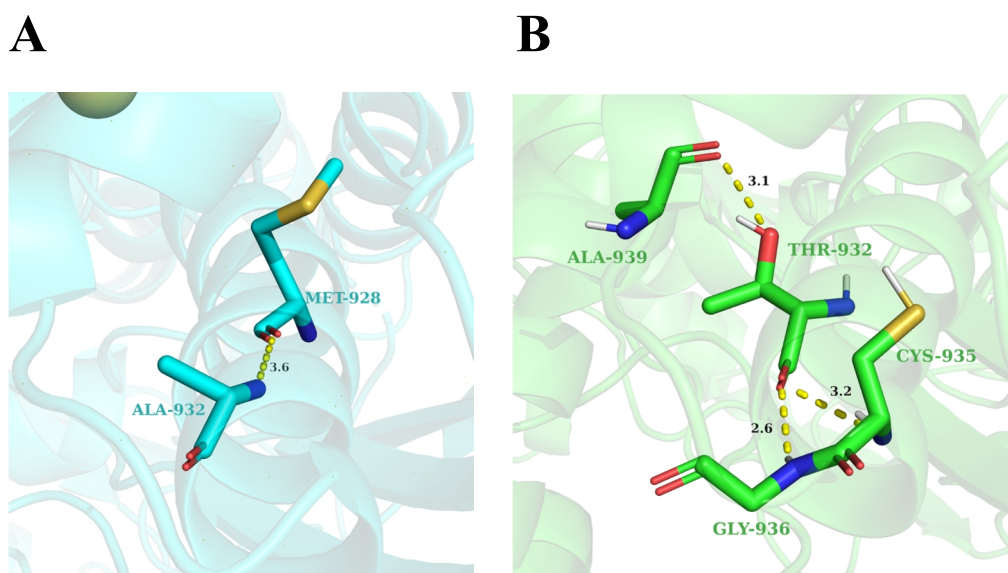 A
B
MET-928
3.6
ALA-932
3.1
ALA-939
THR-932
CYS-935
3.2
2.6
GLY-936